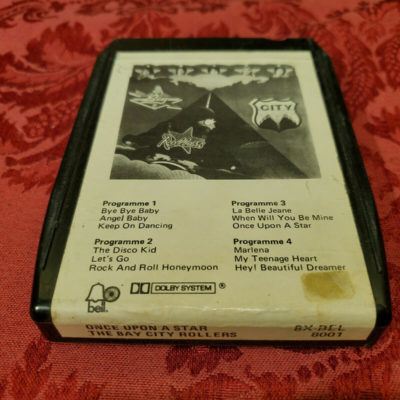 CITY
Programme 1
Bye Bye Baby
Angel Baby
Keep On Dancing
Programme 2
The Disco Kid
Let's Go
Rock And Roll Honeymoon
Programme 3
La Belle Jeane
When Will You Be Mine
Once Upon A Star
Programme 4
Marlena
My Teenage Heart
Hey! Beautiful Dreamer
bell
DOLBY SYSTEM ®
ONCE UPON A STAR
THE BAY CITY ROLLERS
8X-BEL
8001